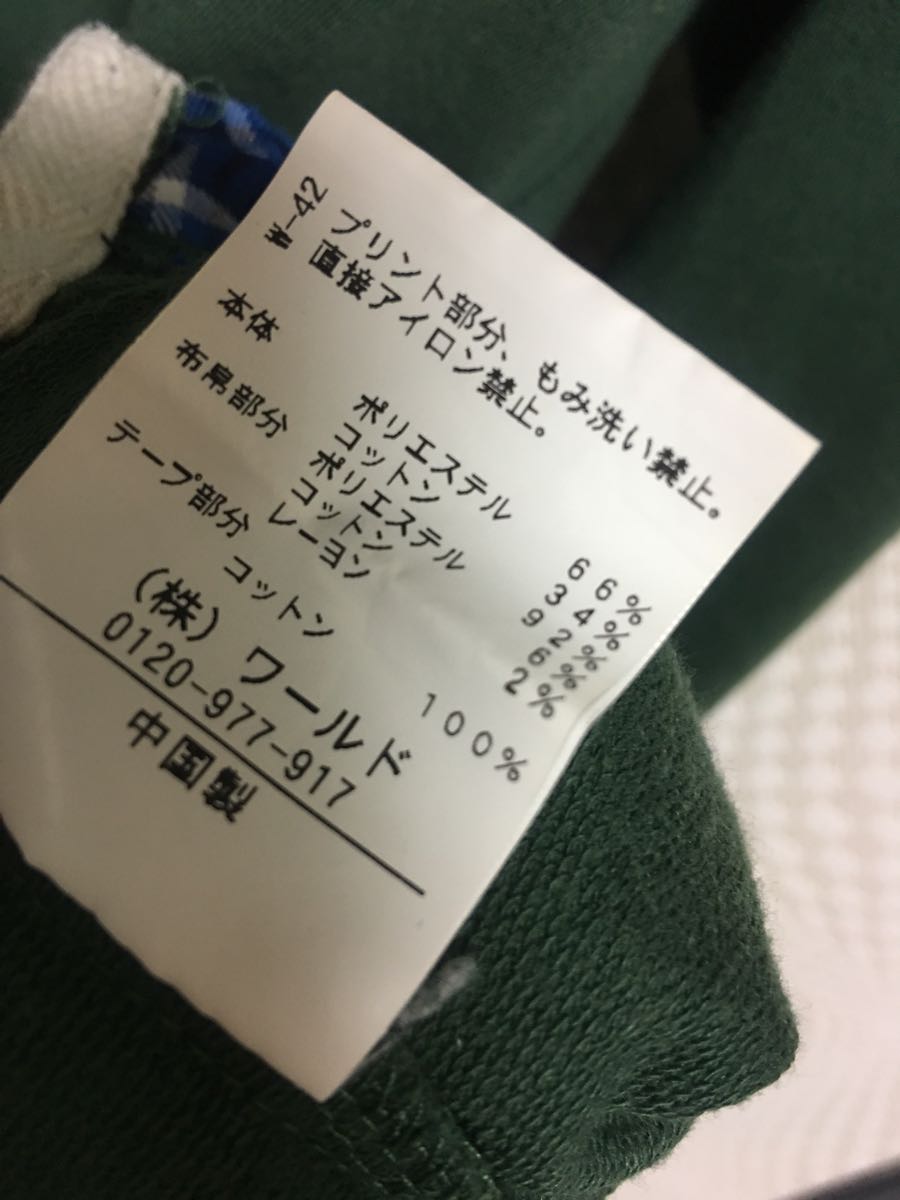 W-42
プリント部分、もみ洗い禁止。
直接アイロン禁止。
本体 ポリエステル 66%
コットン 34%
布帛部分 ポリエステル 92%
コットン 6%
レーヨン 2%
テープ部分 コットン 100%
(株) ワールド
0120-977-917
中国製